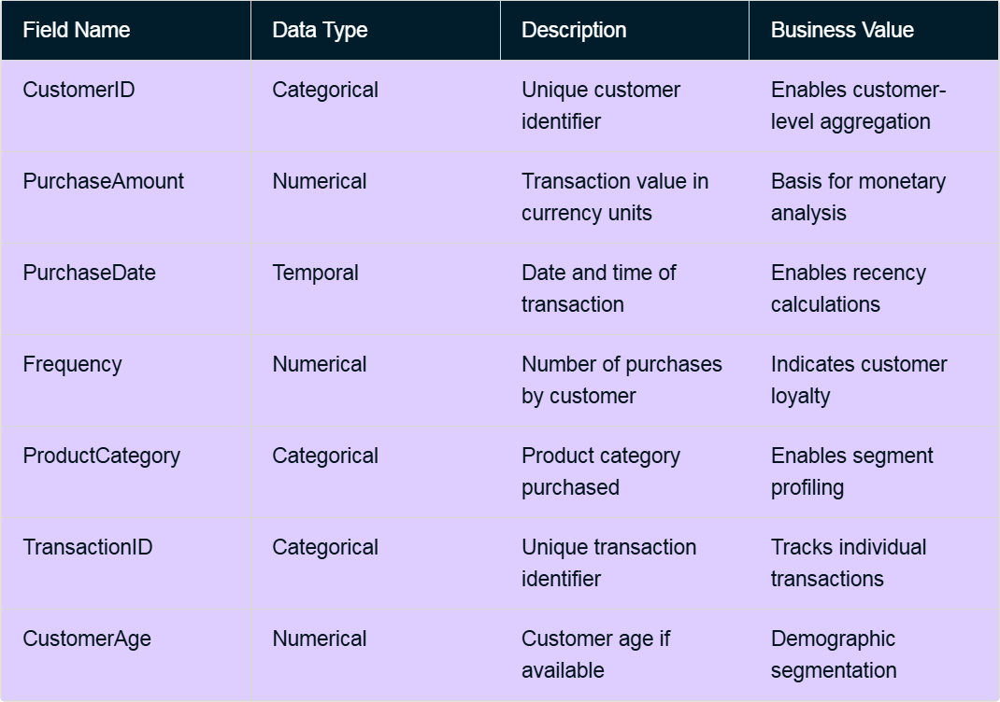 Field Name Data Type Description Business Value
CustomerID Categorical Unique customer Enables customer-
identifier level aggregation
PurchaseAmount Numerical Transaction value in Basis for monetary
currency units analysis
PurchaseDate Temporal Date and time of Enables recency
transaction calculations
Frequency Numerical Number of purchases Indicates customer
by customer loyalty
ProductCategory Categorical Product category Enables segment
purchased profiling
TransactionID Categorical Unique transaction Tracks individual
identifier transactions
CustomerAge Numerical Customer age if Demographic
available segmentation